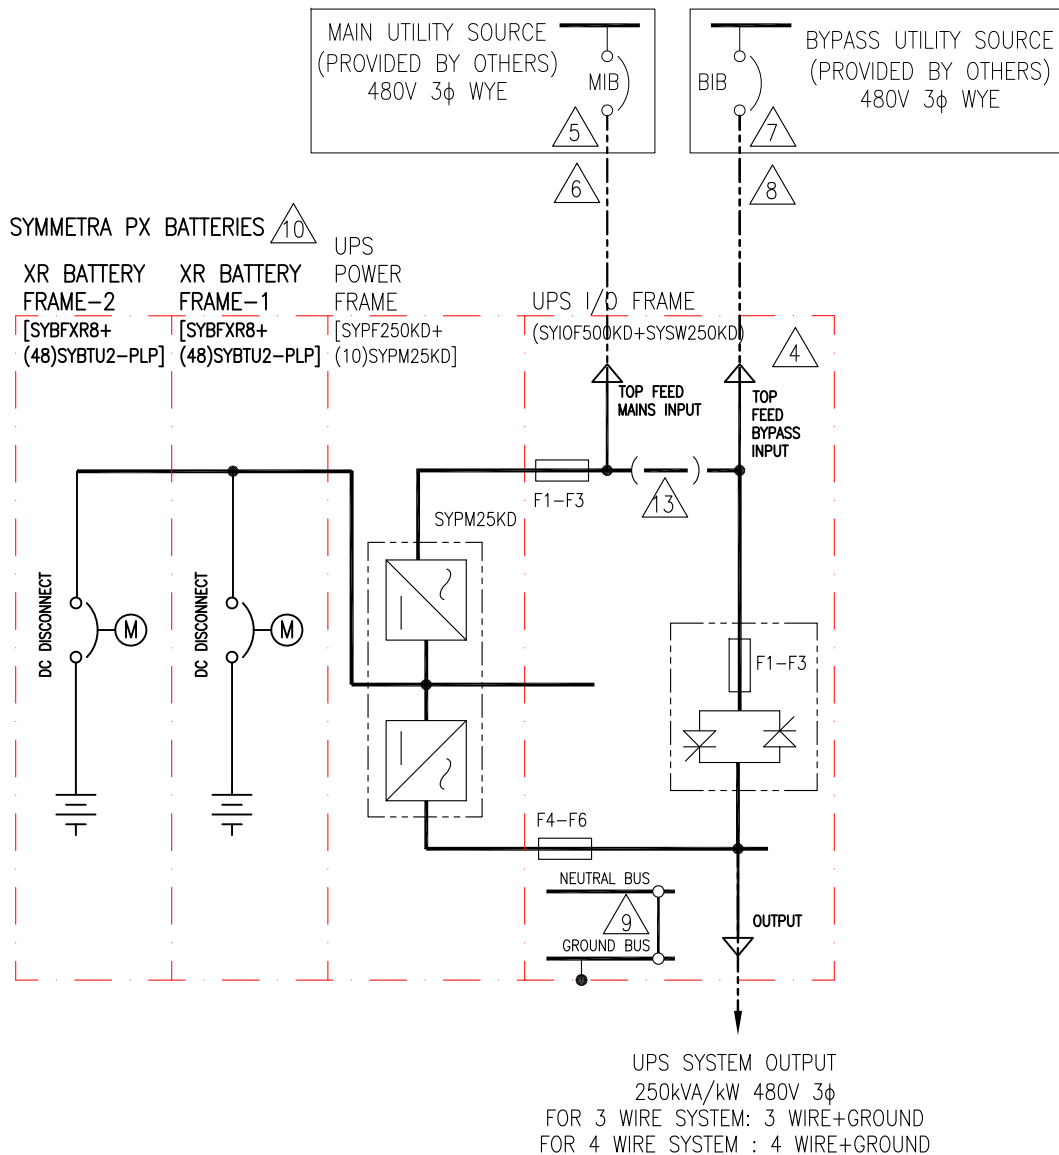 MAIN UTILITY SOURCE
(PROVIDED BY OTHERS)
480V 3ϕ WYE
MIB
5
6
BYPASS UTILITY SOURCE
(PROVIDED BY OTHERS)
480V 3ϕ WYE
BIB
7
8
SYMMETRA PX BATTERIES 10
XR BATTERY
FRAME-2
[SYBFXR8+
(48)SYBTU2-PLP]
XR BATTERY
FRAME-1
[SYBFXR8+
(48)SYBTU2-PLP]
UPS
POWER
FRAME
[SYPF250KD+
(10)SYPM25KD]
UPS I/O FRAME
(SYIOF500KD+SYSW250KD)
4
TOP FEED
MAINS INPUT
TOP
FEED
BYPASS
INPUT
F1-F3
13
SYPM25KD
DC DISCONNECT
M
DC DISCONNECT
M
F1-F3
F4-F6
NEUTRAL BUS
9
GROUND BUS
OUTPUT
UPS SYSTEM OUTPUT
250kVA/kW 480V 3ϕ
FOR 3 WIRE SYSTEM: 3 WIRE+GROUND
FOR 4 WIRE SYSTEM : 4 WIRE+GROUND